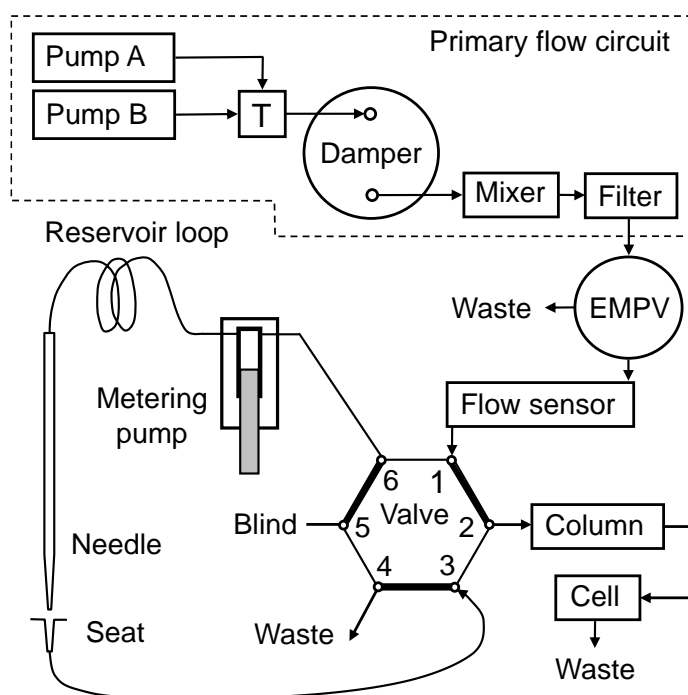 Primary flow circuit
Pump A
Pump B
T
Damper
Mixer
Filter
Reservoir loop
Waste
EMPV
Metering
pump
Flow sensor
6
1
Blind
5
Valve
2
Column
Needle
4
3
Cell
Seat
Waste
Waste